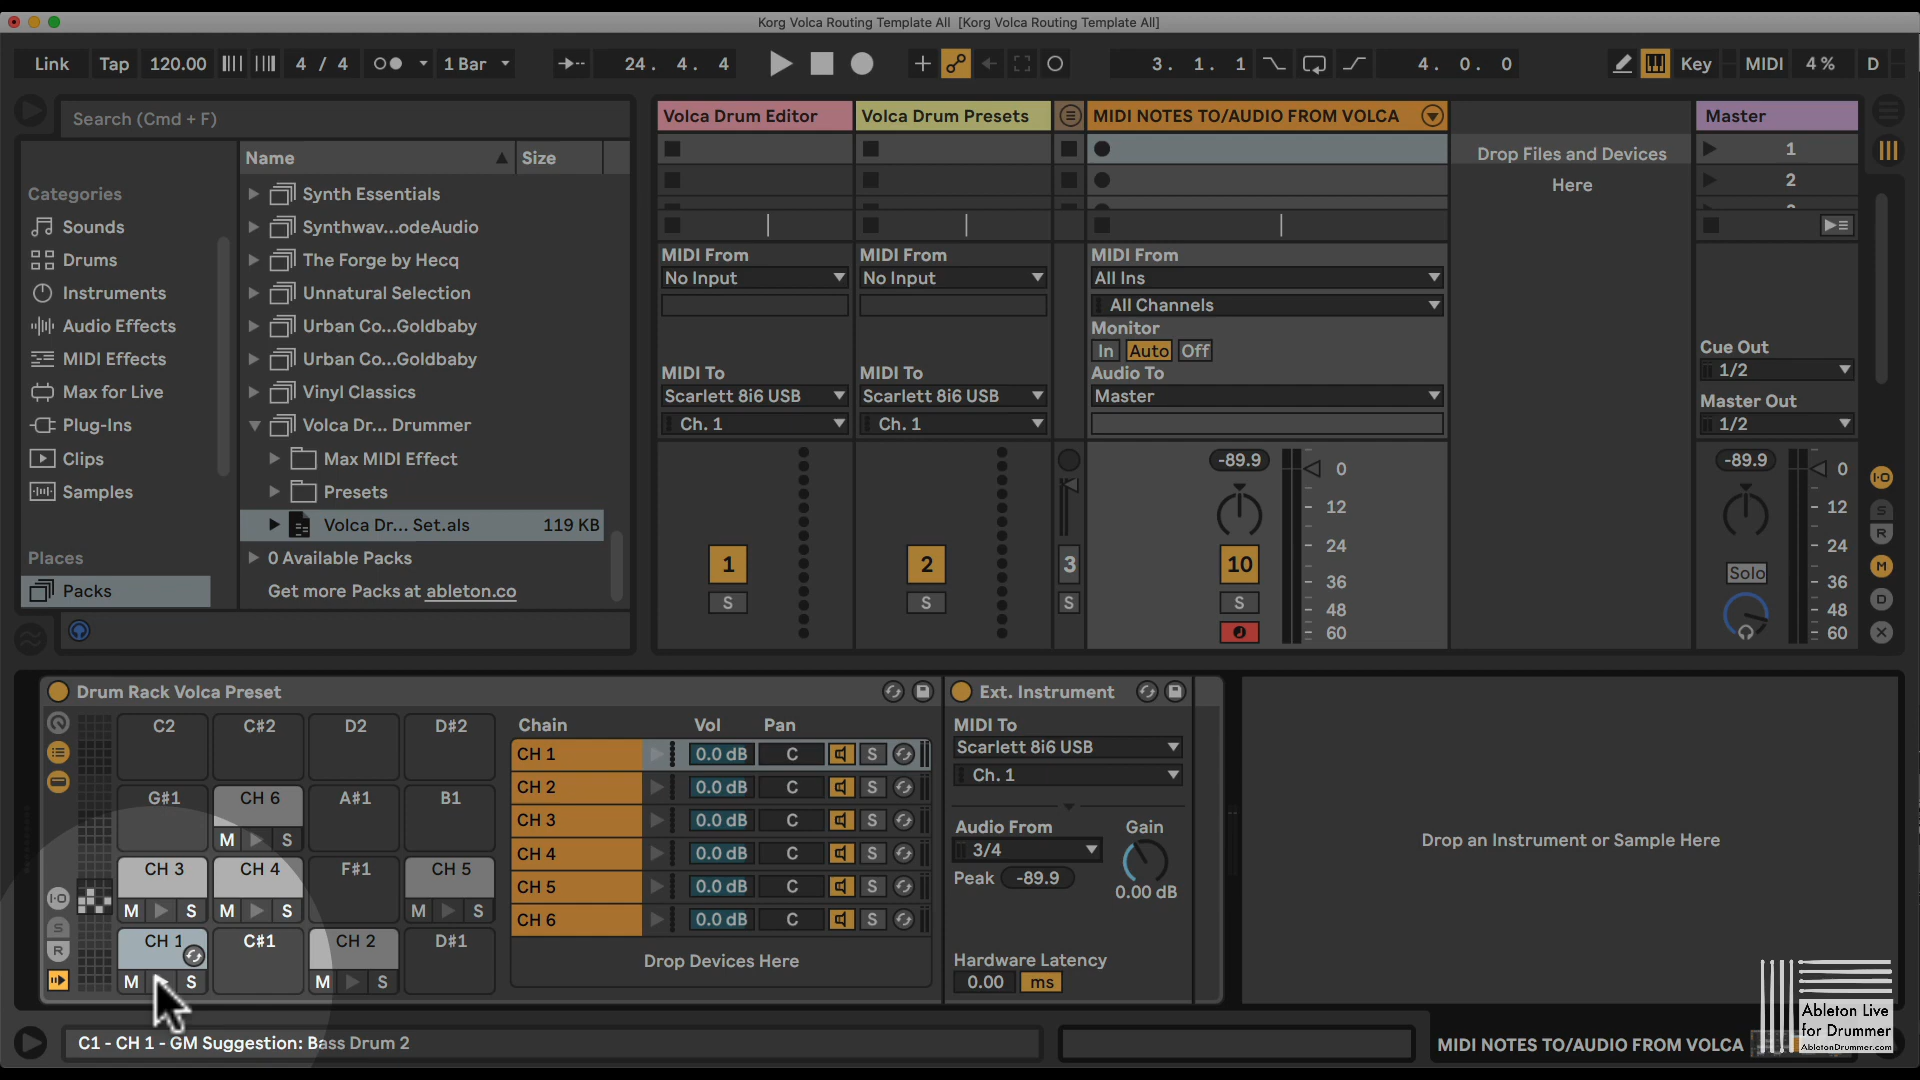 Korg Volca Routing Template All [Korg Volca Routing Template All]
Link Tap 120.00 4 / 4 1 Bar 24. 4. 4 3. 1. 1 4. 0. 0 Key MIDI 4 % D
Search (Cmd + F)
Name Size
Categories
Sounds
Drums
Instruments
Audio Effects
MIDI Effects
Max for Live
Plug-Ins
Clips
Samples
Places
Packs
Synth Essentials
Synthwav...odeAudio
The Forge by Hecq
Unnatural Selection
Urban Co...Goldbaby
Urban Co...Goldbaby
Vinyl Classics
Volca Dr... Drummer
Max MIDI Effect
Presets
Volca Dr... Set.als 119 KB
0 Available Packs
Get more Packs at ableton.co
Volca Drum Editor
MIDI From
No Input
MIDI To
Scarlett 8i6 USB
Ch. 1
1
S
Volca Drum Presets
MIDI From
No Input
MIDI To
Scarlett 8i6 USB
Ch. 1
2
S
3
S
MIDI NOTES TO/AUDIO FROM VOLCA
MIDI From
All Ins
All Channels
Monitor
In Auto Off
Audio To
Master
-89.9
0
12
24
36
48
60
10
S
Drop Files and Devices
Here
Master
1
2
Cue Out
1/2
Master Out
1/2
-89.9
0
12
24
36
48
60
Solo
I·O
S
R
M
D
X
Drum Rack Volca Preset
C2 C#2 D2 D#2
G#1 CH 6 A#1 B1
M S
CH 3 CH 4 F#1 CH 5
M S M S M S
CH 1 C#1 CH 2 D#1
M S M S
I·O
S
R
Chain Vol Pan
CH 1 0.0 dB C S
CH 2 0.0 dB C S
CH 3 0.0 dB C S
CH 4 0.0 dB C S
CH 5 0.0 dB C S
CH 6 0.0 dB C S
Drop Devices Here
Ext. Instrument
MIDI To
Scarlett 8i6 USB
Ch. 1
Audio From Gain
3/4
Peak -89.9
0.00 dB
Hardware Latency
0.00 ms
Drop an Instrument or Sample Here
Ableton Live
for Drummer
AbletonDrummer.com
C1 - CH 1 - GM Suggestion: Bass Drum 2
MIDI NOTES TO/AUDIO FROM VOLCA